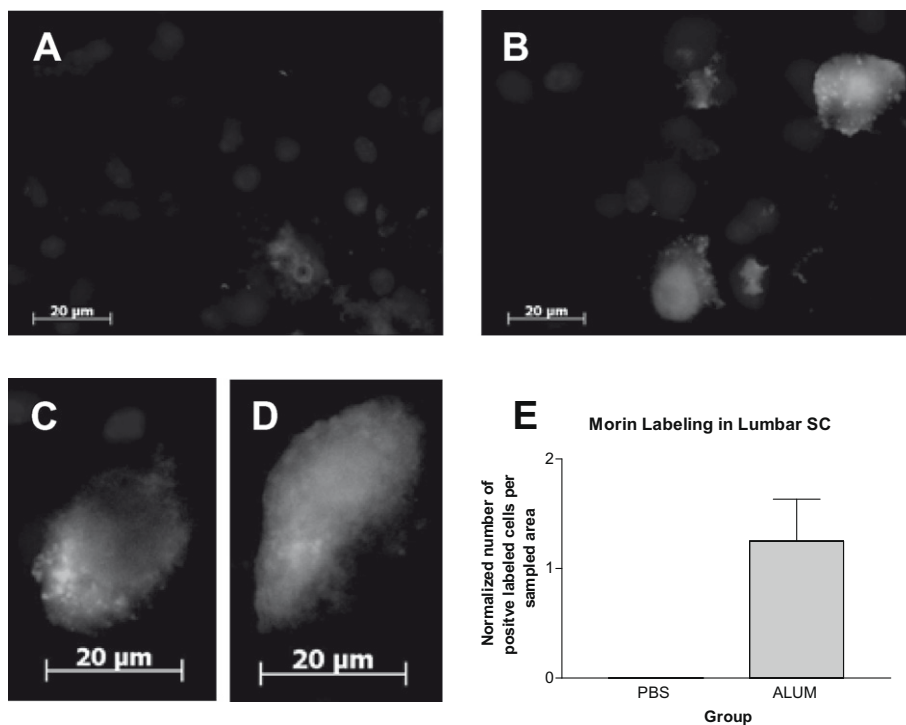 A
20 µm
B
20 µm
C
20 µm
D
20 µm
E
Morin Labeling in Lumbar SC
Normalized number of
positve labeled cells per
sampled area
2
1
0
PBS
ALUM
Group